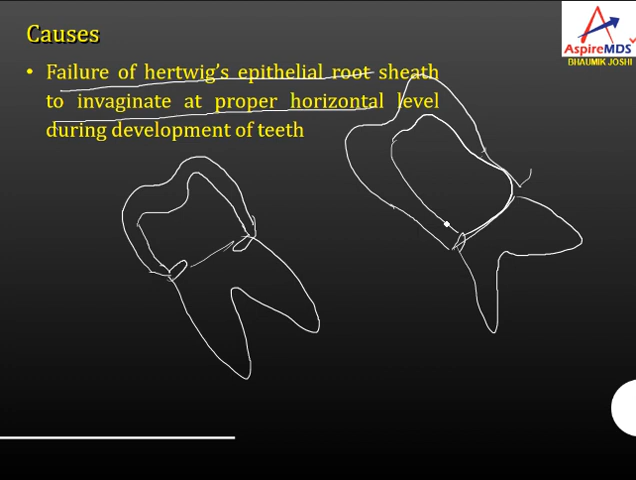 Causes
AspireMDS
BHAUMIK JOSHI
• Failure of hertwig's epithelial root sheath
to invaginate at proper horizontal level
during development of teeth